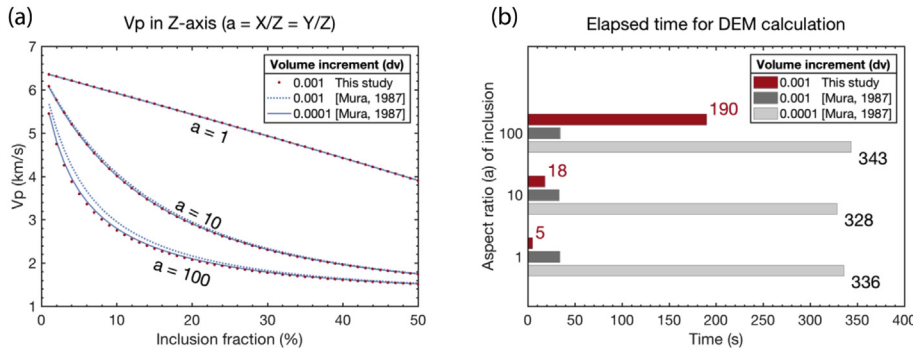 (a)
Vp in Z-axis (a = X/Z = Y/Z)
7
6
5
4
3
2
1
Vp (km/s)
Volume increment (dv)
0.001 This study
0.001 [Mura, 1987]
0.0001 [Mura, 1987]
a = 1
a = 10
a = 100
0 10 20 30 40 50
Inclusion fraction (%)
(b)
Elapsed time for DEM calculation
Aspect ratio (a) of inclusion
Volume increment (dv)
0.001 This study
0.001 [Mura, 1987]
0.0001 [Mura, 1987]
190
100
343
18
10
328
5
1
336
0 50 100 150 200 250 300 350 400
Time (s)